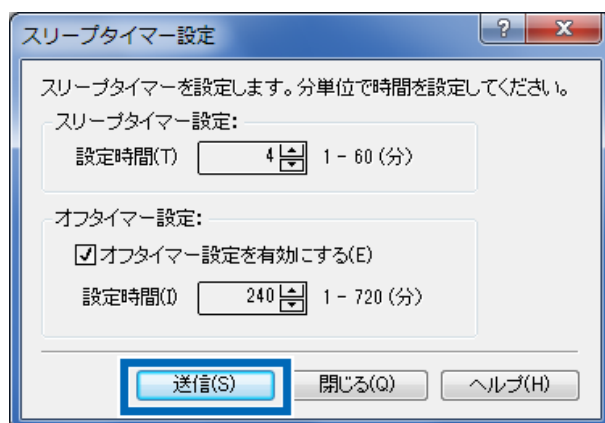 スリープタイマー設定
スリープタイマーを設定します。分単位で時間を設定してください。
スリープタイマー設定:
設定時間(T) 4 1 - 60 (分)
オフタイマー設定:
オフタイマー設定を有効にする(E)
設定時間(I) 240 1 - 720 (分)
送信(S) 閉じる(Q) ヘルプ(H)